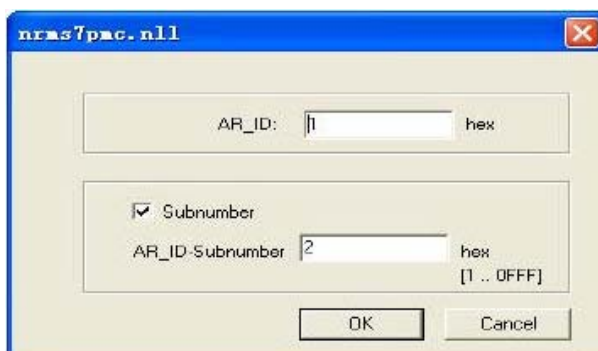 nrms7pmc.nll
AR_ID: 1 hex
Subnumber
AR_ID-Subnumber 2 hex
[1 .. 0FFF]
OK Cancel